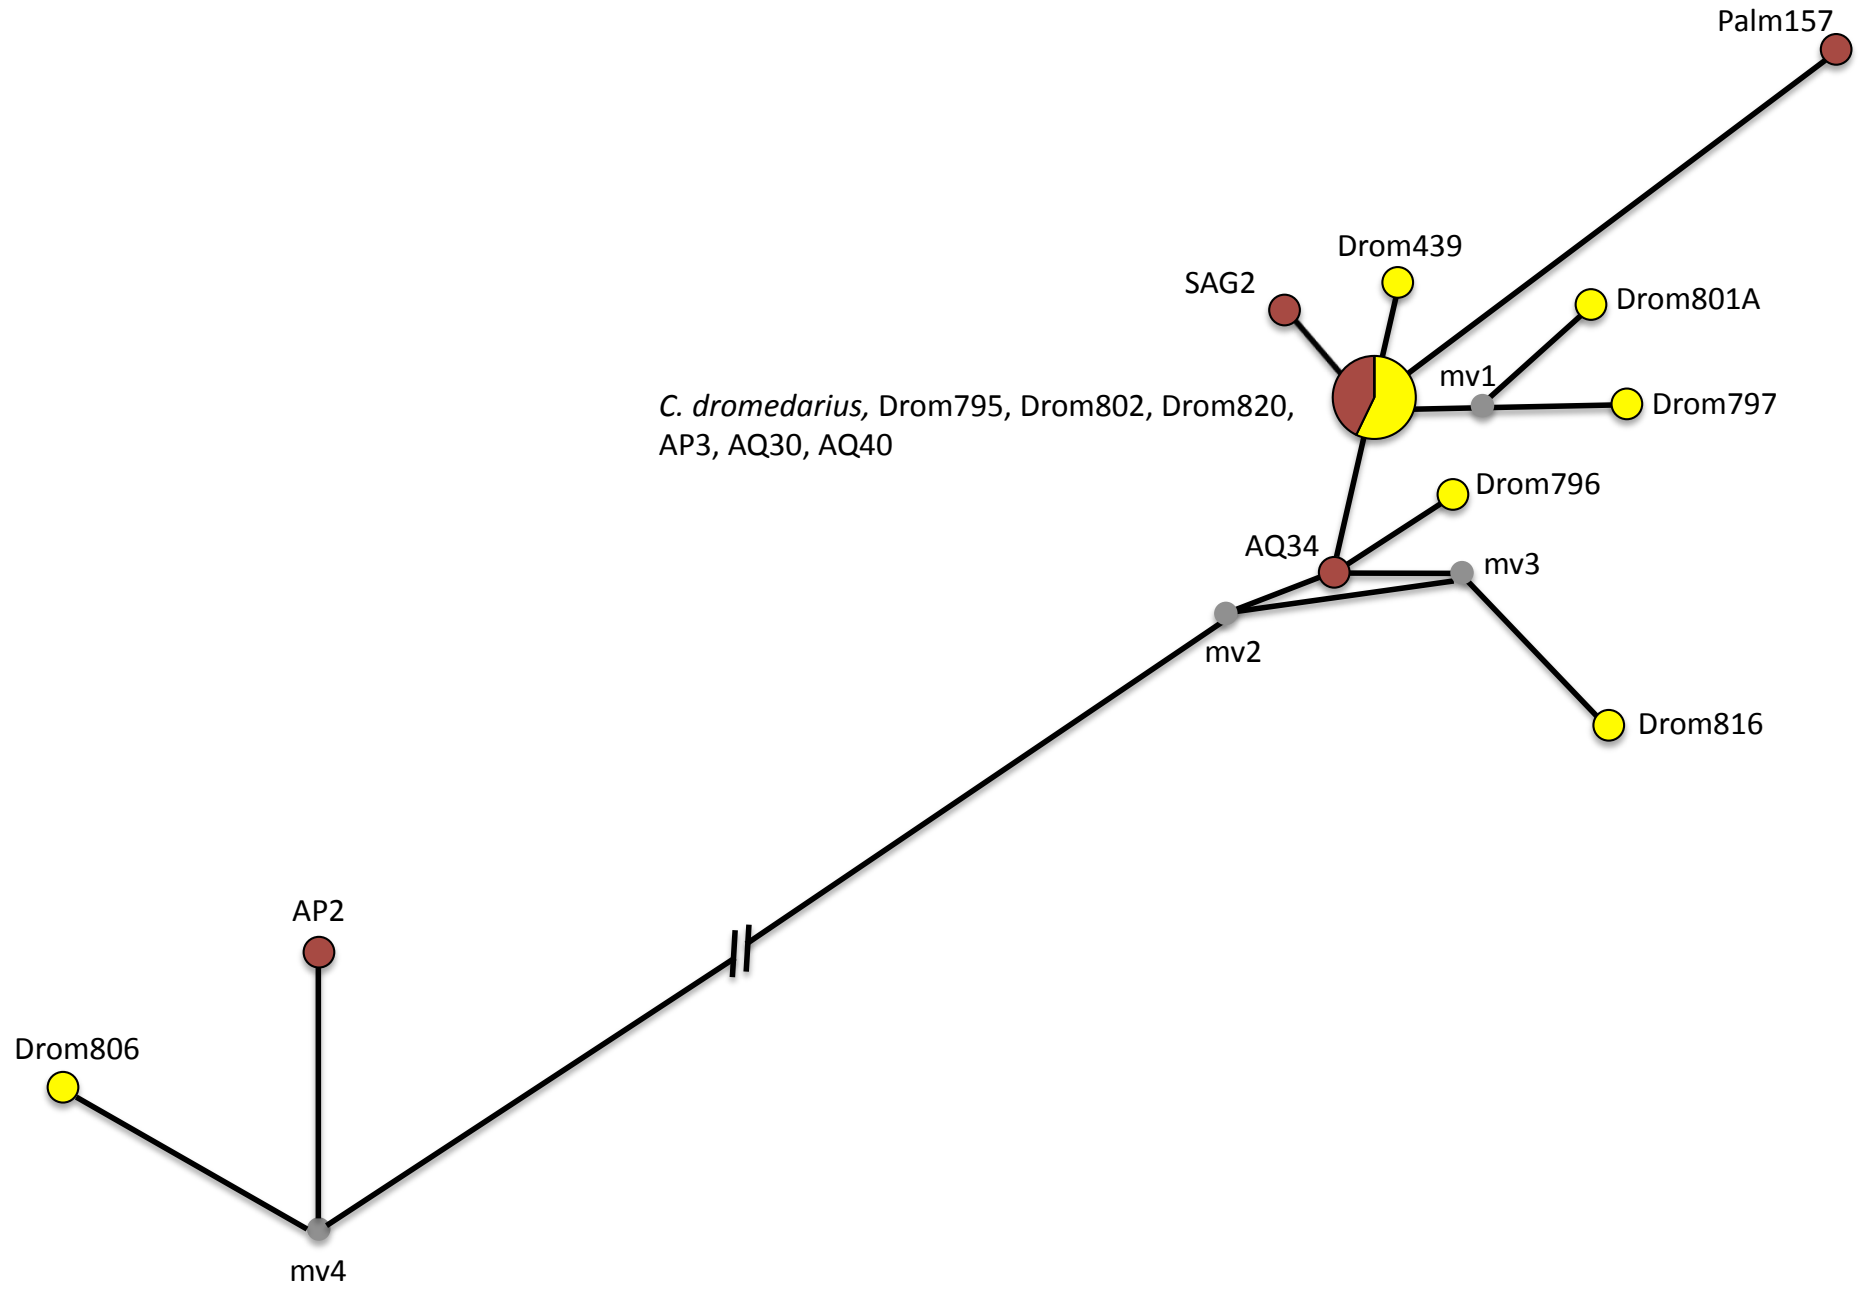 Palm157
Drom439
SAG2
Drom801A
mv1
Drom797
C. dromedarius, Drom795, Drom802, Drom820,
AP3, AQ30, AQ40
Drom796
AQ34
mv3
mv2
Drom816
AP2
Drom806
mv4